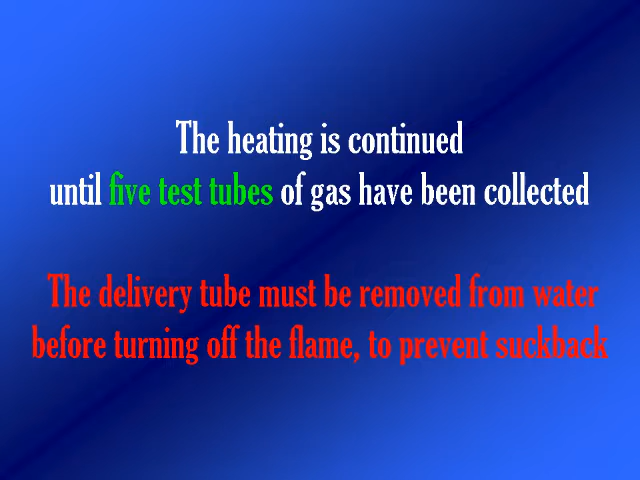 The heating is continued
until five test tubes of gas have been collected
The delivery tube must be removed from water
before turning off the flame, to prevent suckback